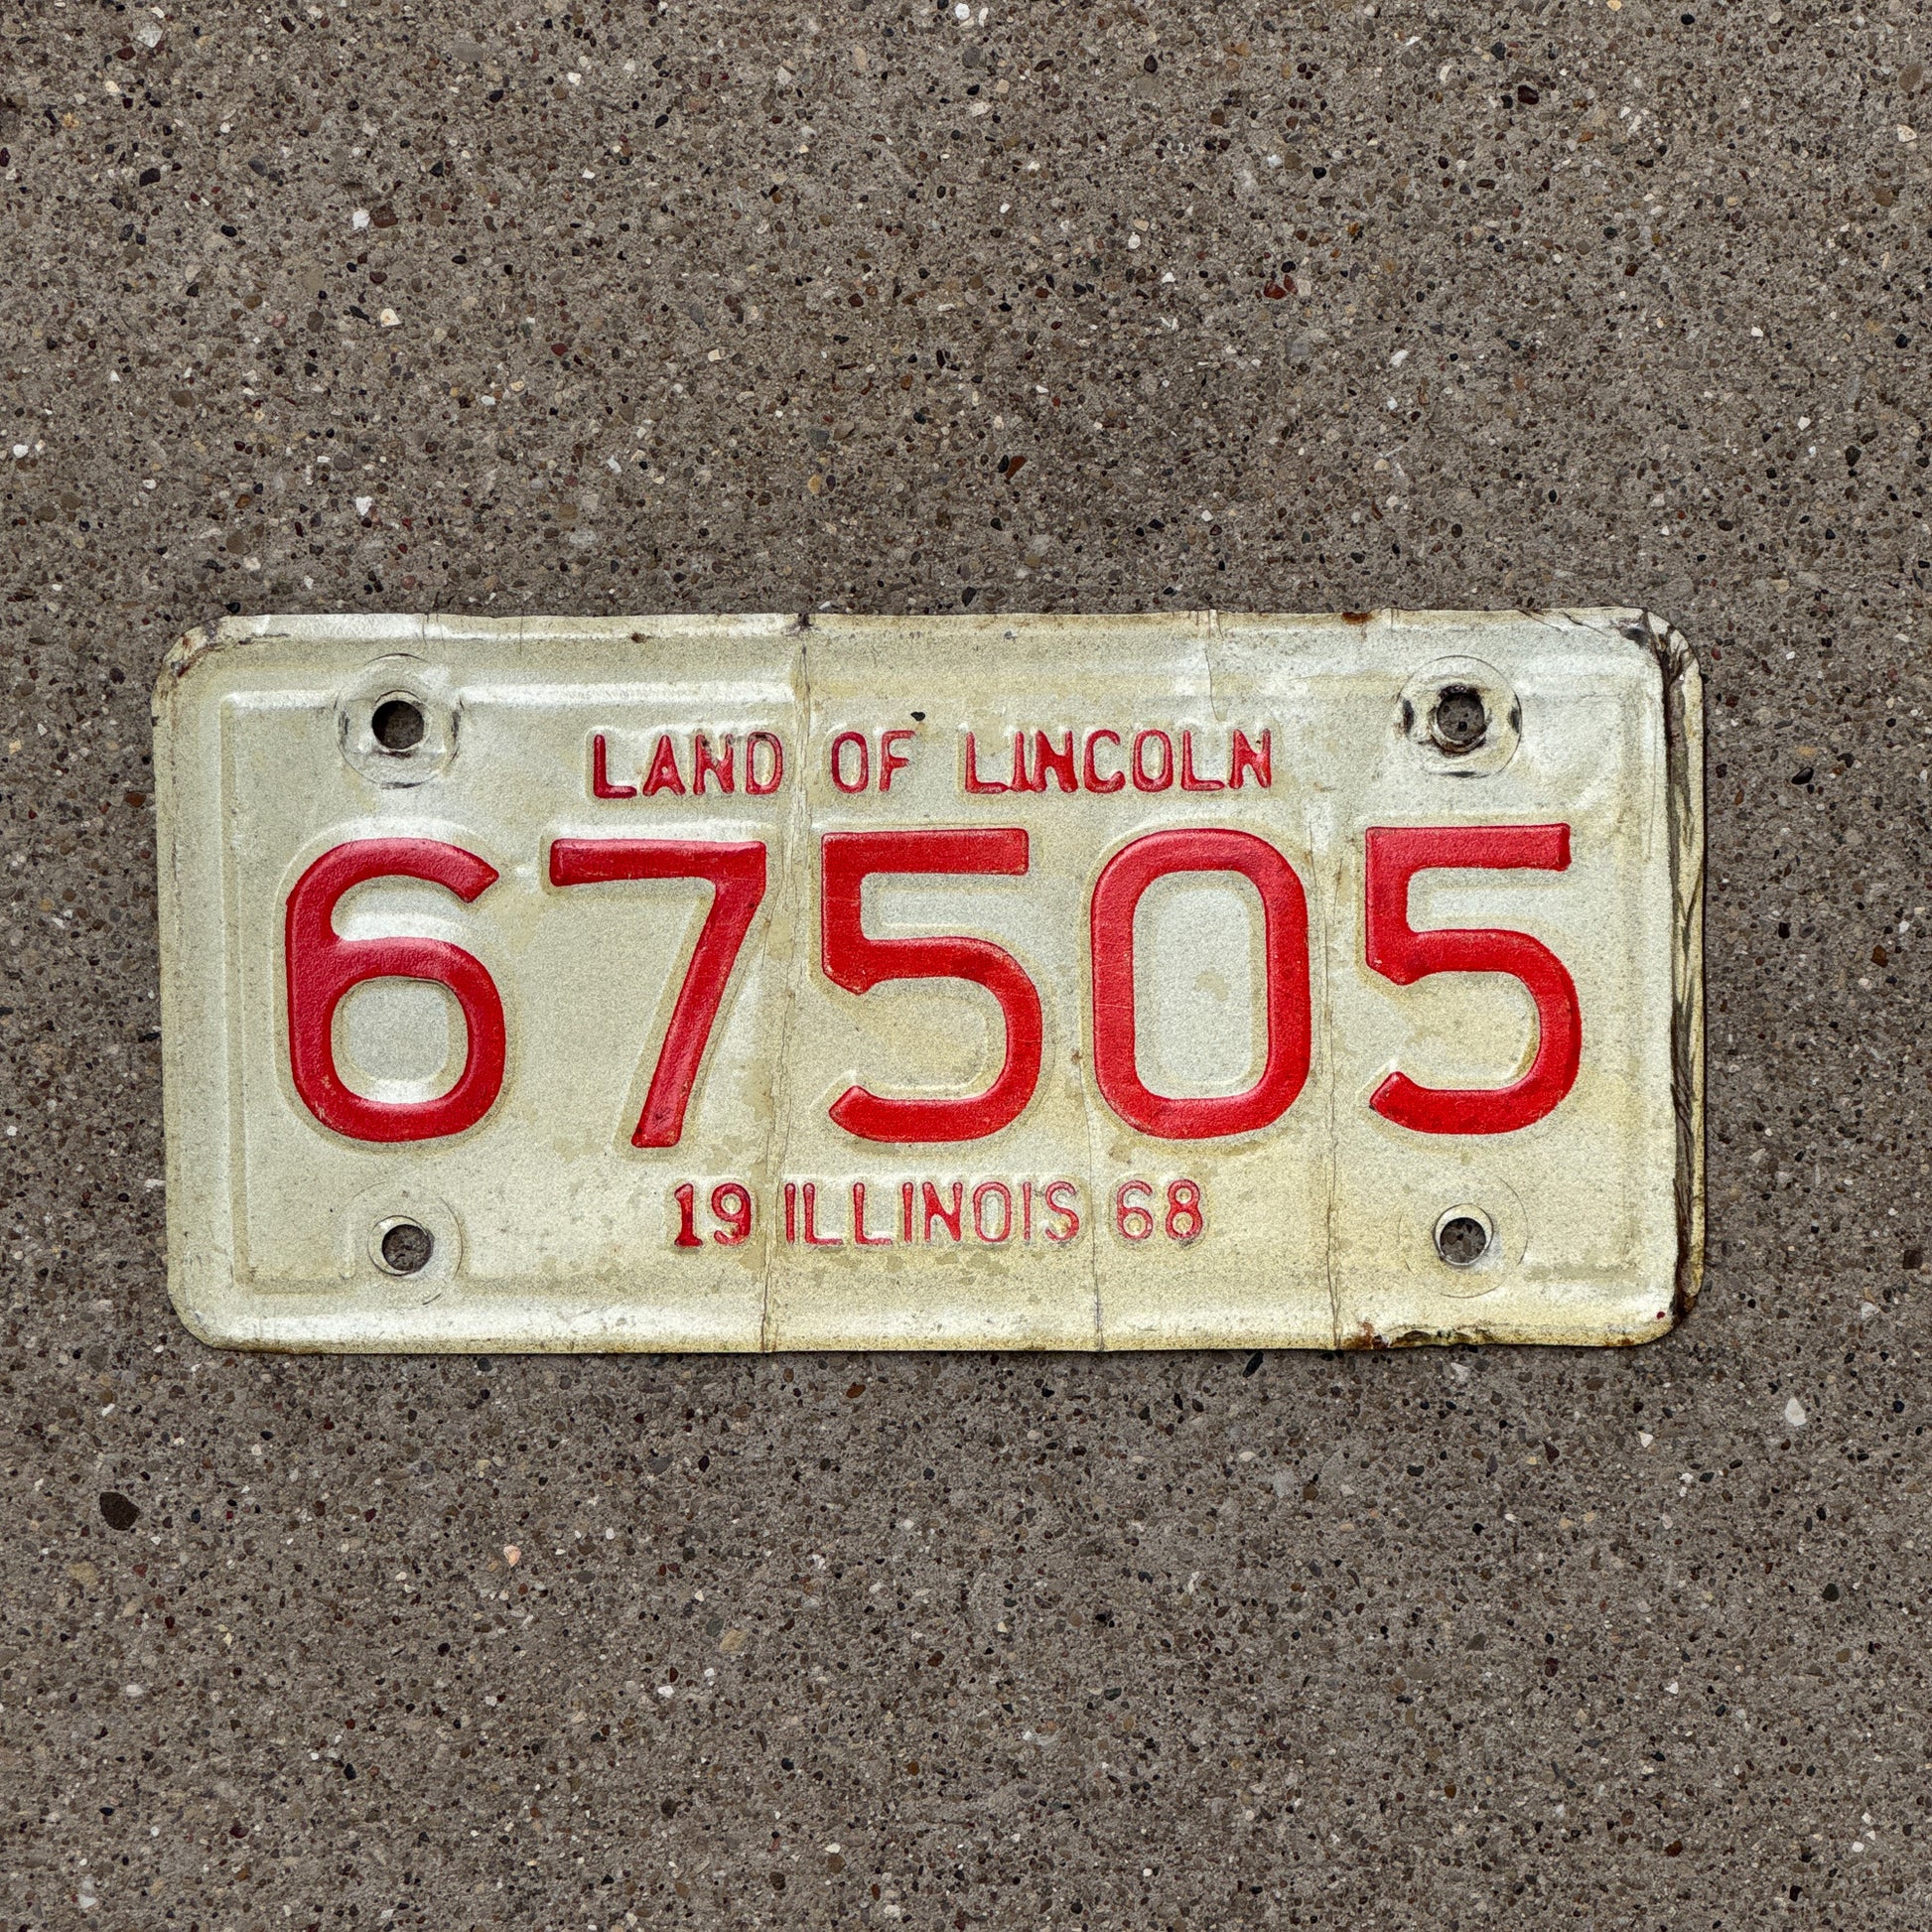 LAND OF LINCOLN
67505
19 ILLINOIS 68